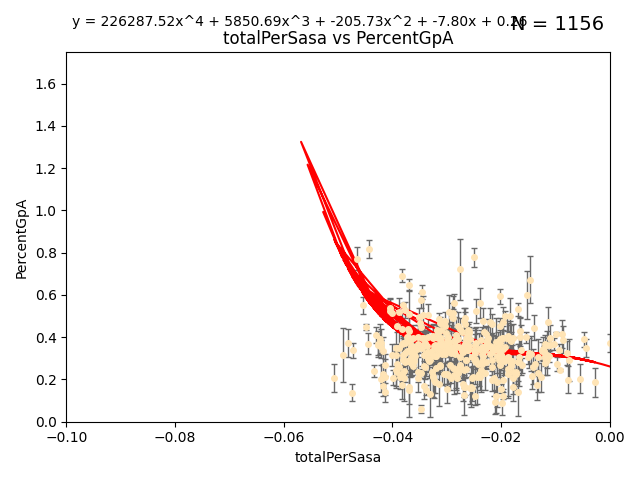 y = 226287.52x^4 + 5850.69x^3 + -205.73x^2 + -7.80x + 0.26
N = 1156
totalPerSasa vs PercentGpA
PercentGpA
1.6
1.4
1.2
1.0
0.8
0.6
0.4
0.2
0.0
−0.10 −0.08 −0.06 −0.04 −0.02 0.00
totalPerSasa